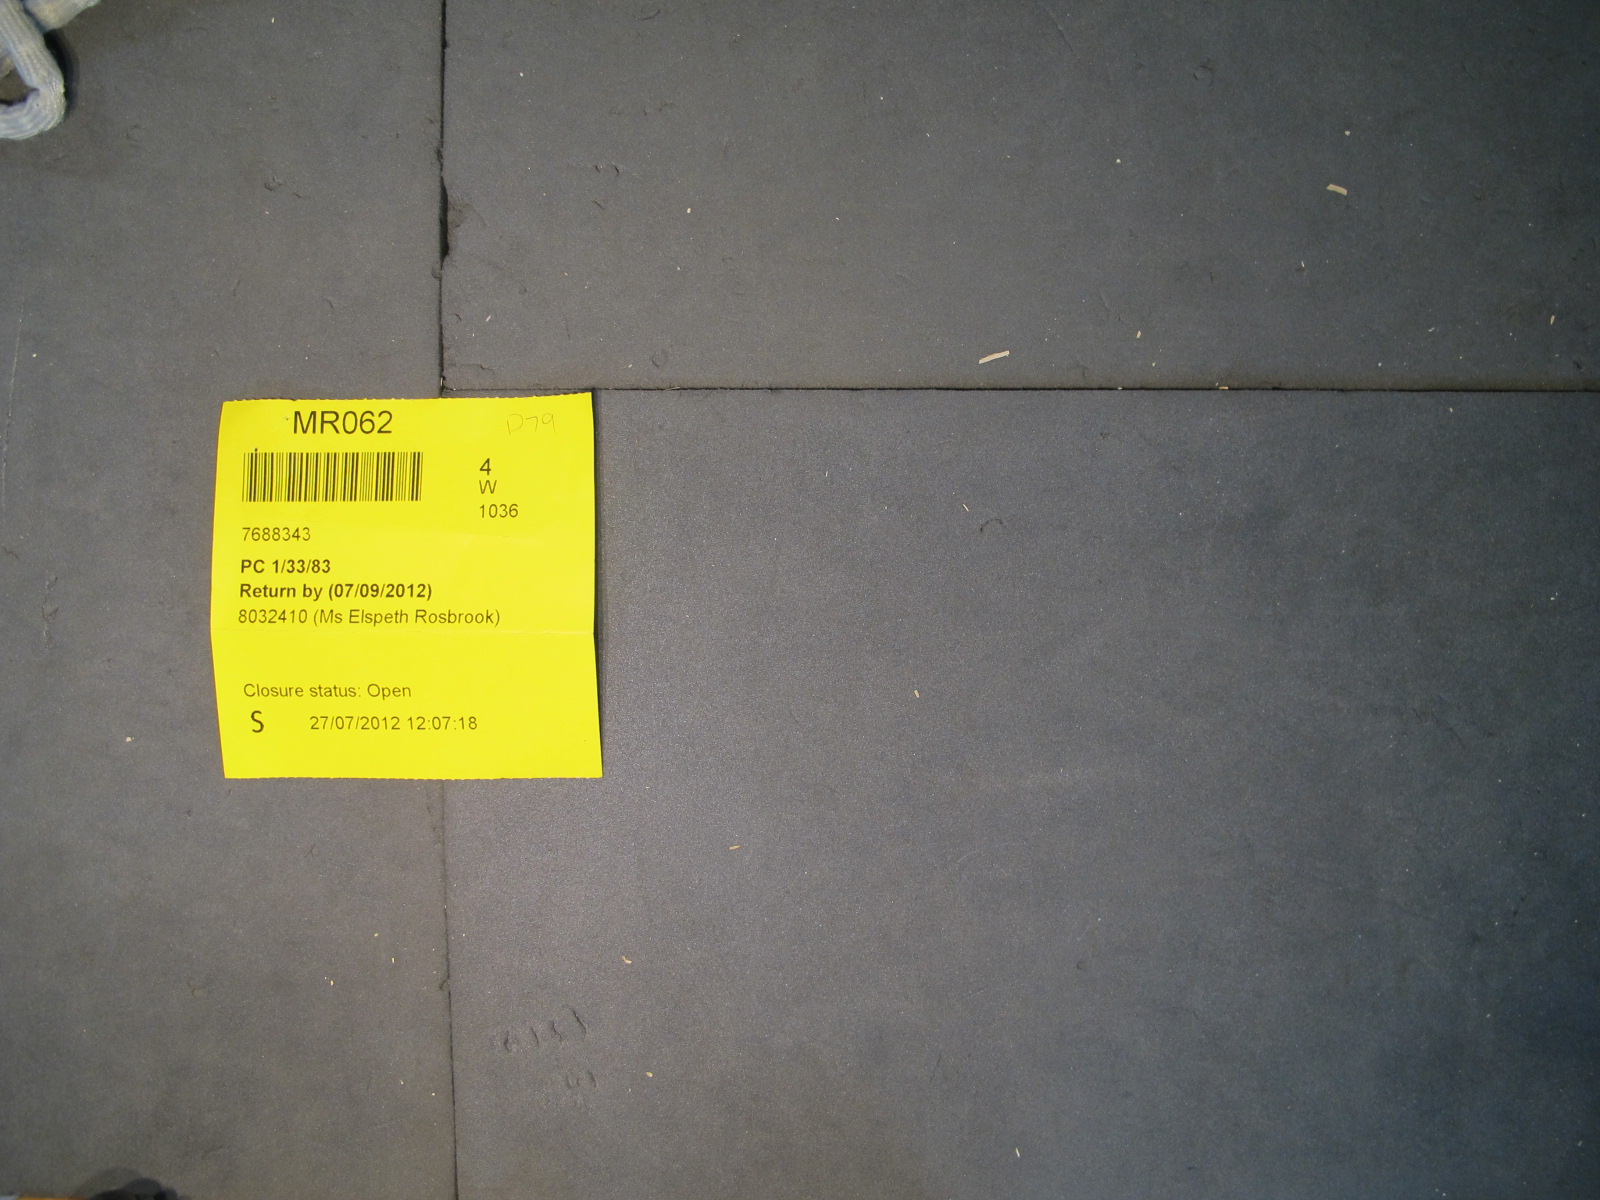 MR062
D79
4
W
1036
7688343
PC 1/33/83
Return by (07/09/2012)
8032410 (Ms Elspeth Rosbrook)
Closure status: Open
S 27/07/2012 12:07:18